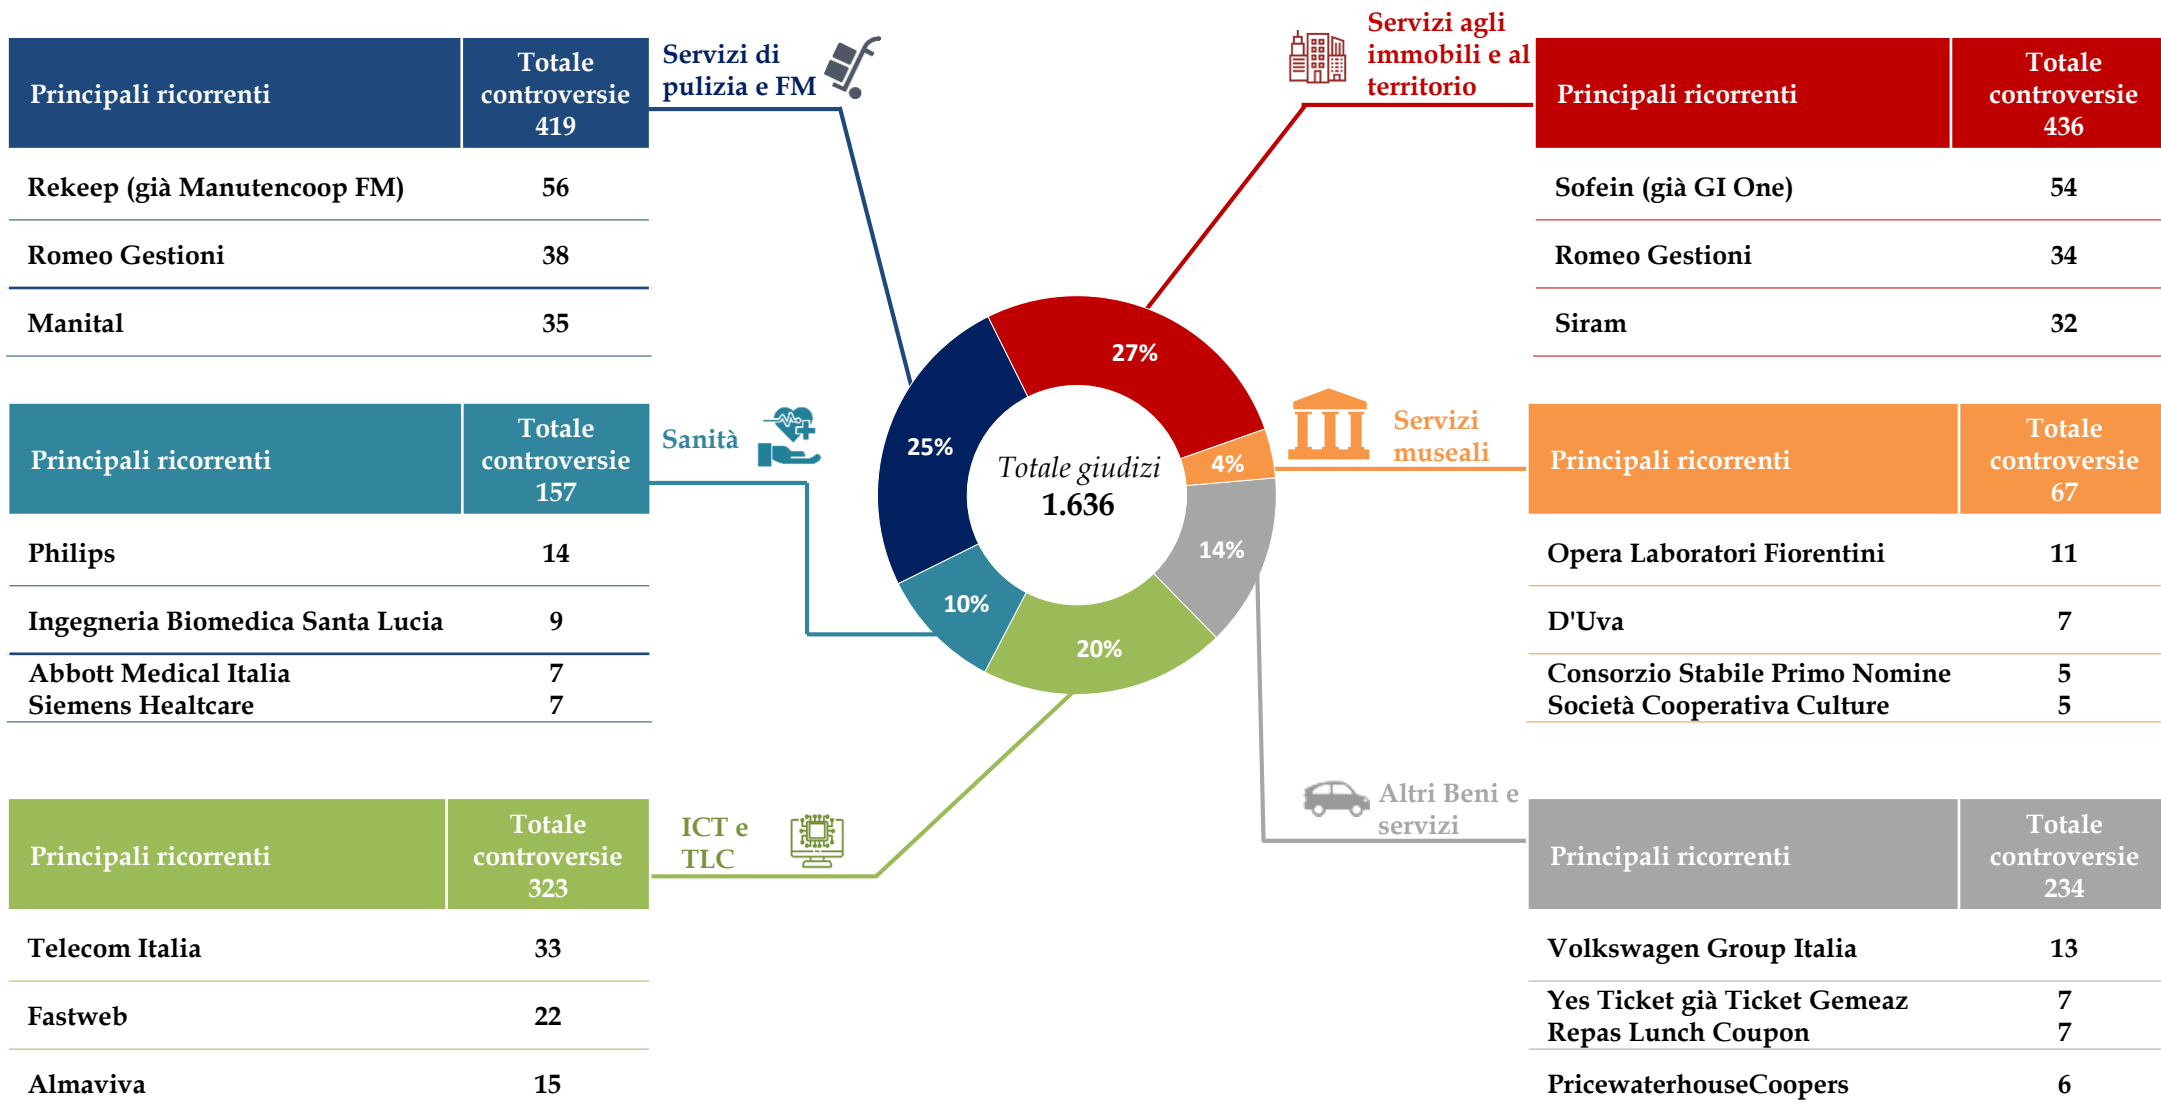 Servizi di
pulizia e FM
Principali ricorrenti
Totale
controversie
419
Rekeep (già Manutencoop FM) 56
Romeo Gestioni 38
Manital 35
Servizi agli
immobili e al
territorio
Principali ricorrenti
Totale
controversie
436
Sofein (già GI One) 54
Romeo Gestioni 34
Siram 32
Sanità
Principali ricorrenti
Totale
controversie
157
Philips 14
Ingegneria Biomedica Santa Lucia 9
Abbott Medical Italia 7
Siemens Healtcare 7
27%
25%
4%
14%
10%
20%
Totale giudizi
1.636
Servizi
museali
Principali ricorrenti
Totale
controversie
67
Opera Laboratori Fiorentini 11
D'Uva 7
Consorzio Stabile Primo Nomine 5
Società Cooperativa Culture 5
ICT e
TLC
Principali ricorrenti
Totale
controversie
323
Telecom Italia 33
Fastweb 22
Almaviva 15
Altri Beni e
servizi
Principali ricorrenti
Totale
controversie
234
Volkswagen Group Italia 13
Yes Ticket già Ticket Gemeaz 7
Repas Lunch Coupon 7
PricewaterhouseCoopers 6